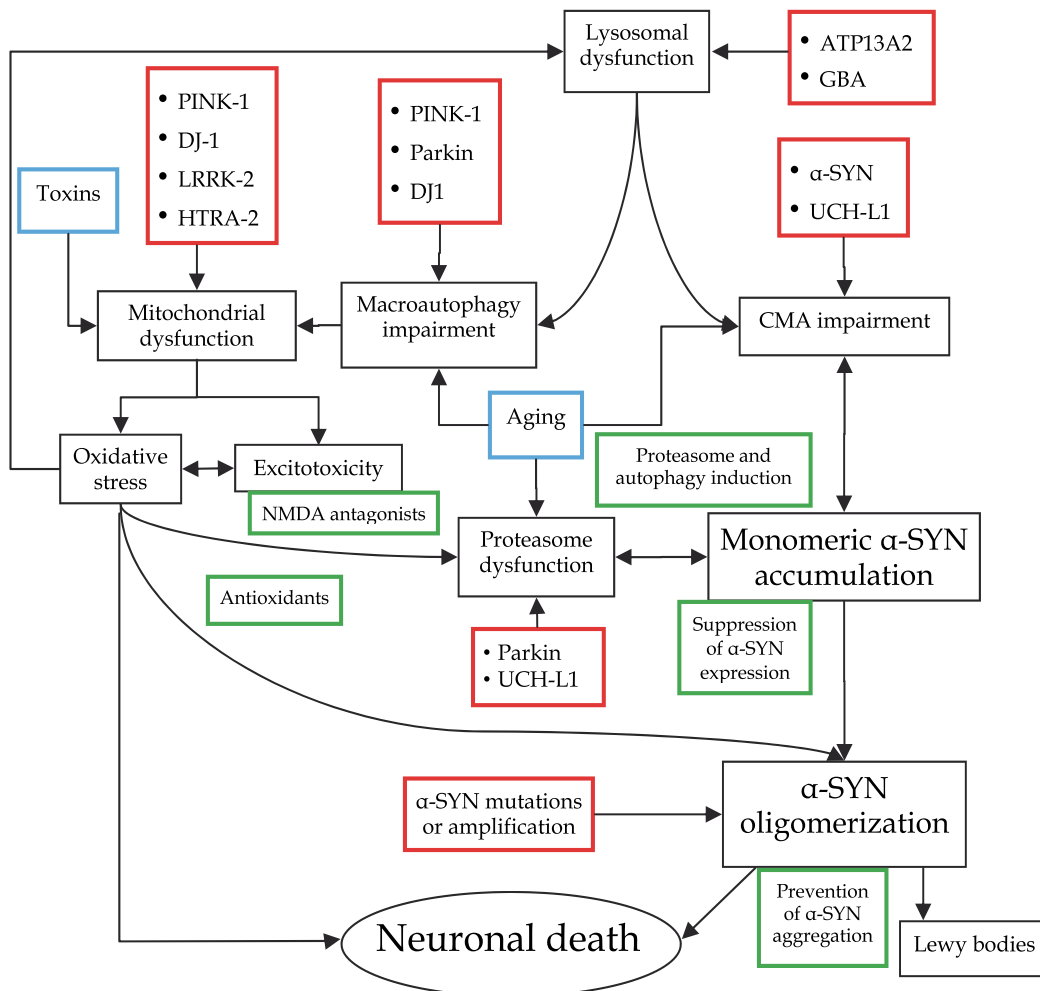 Lysosomal
dysfunction
• ATP13A2
• GBA
• PINK-1
• DJ-1
• LRRK-2
• HTRA-2
• PINK-1
• Parkin
• DJ1
• α-SYN
• UCH-L1
Toxins
Mitochondrial
dysfunction
Macroautophagy
impairment
CMA impairment
Aging
Oxidative
stress
Excitotoxicity
NMDA antagonists
Proteasome and
autophagy induction
Proteasome
dysfunction
Monomeric α-SYN
accumulation
Antioxidants
Suppression
of α-SYN
expression
• Parkin
• UCH-L1
α-SYN mutations
or amplification
α-SYN
oligomerization
Prevention
of α-SYN
aggregation
Neuronal death
Lewy bodies